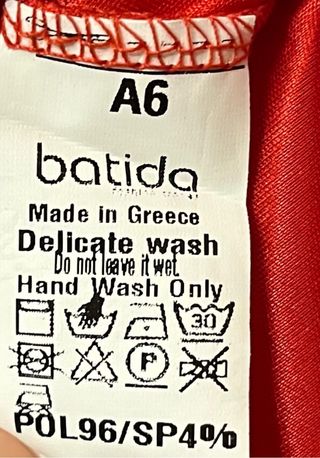 A6
batida
Made in Greece
Delicate wash
Do not leave it wet.
Hand Wash Only
30
P
POL96/SP4%